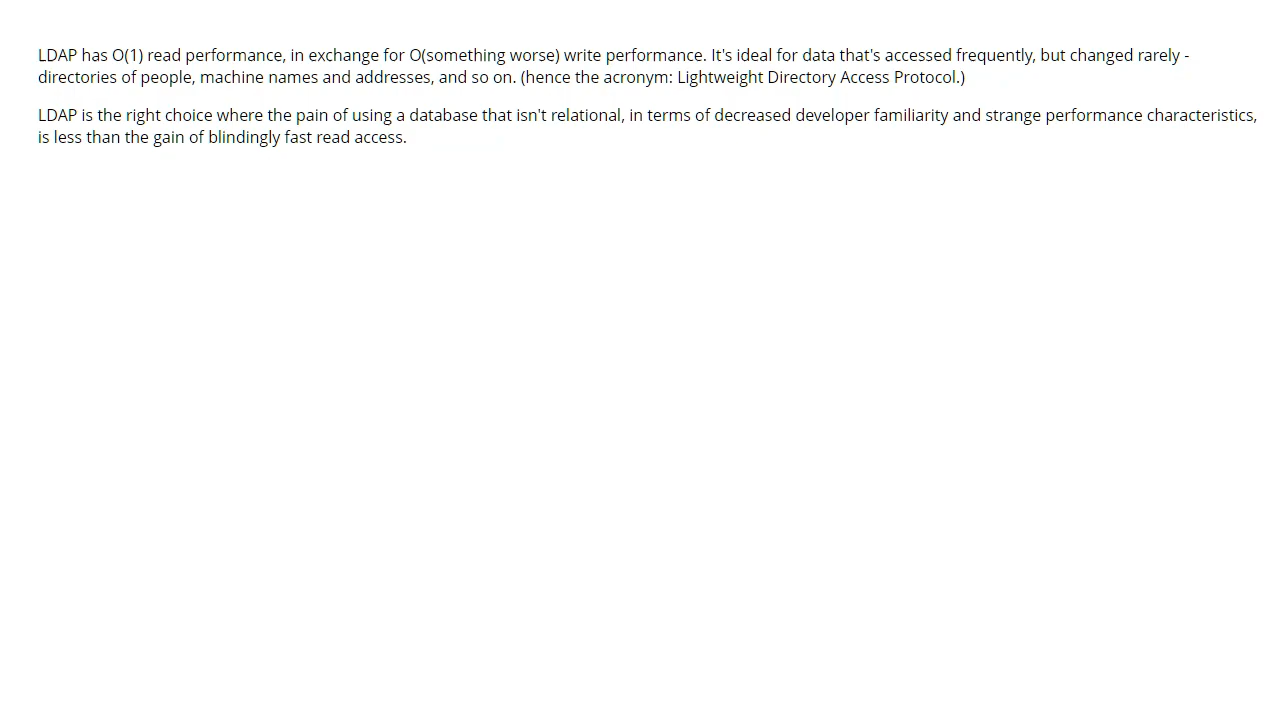 LDAP has O(1) read performance, in exchange for O(something worse) write performance. It's ideal for data that's accessed frequently, but changed rarely -
directories of people, machine names and addresses, and so on. (hence the acronym: Lightweight Directory Access Protocol.)
LDAP is the right choice where the pain of using a database that isn't relational, in terms of decreased developer familiarity and strange performance characteristics,
is less than the gain of blindingly fast read access.